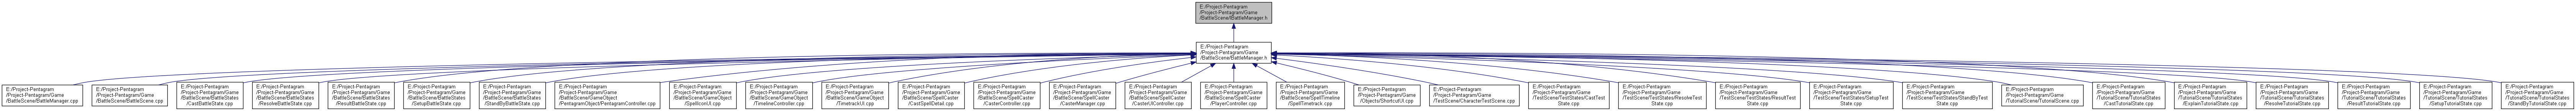 E:/Project-Pentagram
/Project-Pentagram/Game
/BattleScene/IBattleManager.h
E:/Project-Pentagram
/Project-Pentagram/Game
/BattleScene/BattleManager.h
E:/Project-Pentagram
/Project-Pentagram/Game
/BattleScene/BattleManager.cpp
E:/Project-Pentagram
/Project-Pentagram/Game
/BattleScene/BattleScene.cpp
E:/Project-Pentagram
/Project-Pentagram/Game
/BattleScene/BattleStates
/CastBattleState.cpp
E:/Project-Pentagram
/Project-Pentagram/Game
/BattleScene/BattleStates
/ResolveBattleState.cpp
E:/Project-Pentagram
/Project-Pentagram/Game
/BattleScene/BattleStates
/ResultBattleState.cpp
E:/Project-Pentagram
/Project-Pentagram/Game
/BattleScene/BattleStates
/SetupBattleState.cpp
E:/Project-Pentagram
/Project-Pentagram/Game
/BattleScene/BattleStates
/StandByBattleState.cpp
E:/Project-Pentagram
/Project-Pentagram/Game
/BattleScene/GameObject
/PentagramObject/PentagramController.cpp
E:/Project-Pentagram
/Project-Pentagram/Game
/BattleScene/GameObject
/SpellIconUI.cpp
E:/Project-Pentagram
/Project-Pentagram/Game
/BattleScene/GameObject
/TimelineController.cpp
E:/Project-Pentagram
/Project-Pentagram/Game
/BattleScene/GameObject
/TimetrackUI.cpp
E:/Project-Pentagram
/Project-Pentagram/Game
/BattleScene/SpellCaster
/CastSpellDetail.cpp
E:/Project-Pentagram
/Project-Pentagram/Game
/BattleScene/SpellCaster
/CasterController.cpp
E:/Project-Pentagram
/Project-Pentagram/Game
/BattleScene/SpellCaster
/CasterManager.cpp
E:/Project-Pentagram
/Project-Pentagram/Game
/BattleScene/SpellCaster
/CasterUIController.cpp
E:/Project-Pentagram
/Project-Pentagram/Game
/BattleScene/SpellCaster
/PlayerController.cpp
E:/Project-Pentagram
/Project-Pentagram/Game
/BattleScene/SpellTimeline
/SpellTimetrack.cpp
E:/Project-Pentagram
/Project-Pentagram/Game
/Objects/ShortcutUI.cpp
E:/Project-Pentagram
/Project-Pentagram/Game
/TestScene/CharacterTestScene.cpp
E:/Project-Pentagram
/Project-Pentagram/Game
/TestScene/TestStates/CastTest
State.cpp
E:/Project-Pentagram
/Project-Pentagram/Game
/TestScene/TestStates/ResolveTest
State.cpp
E:/Project-Pentagram
/Project-Pentagram/Game
/TestScene/TestStates/ResultTest
State.cpp
E:/Project-Pentagram
/Project-Pentagram/Game
/TestScene/TestStates/SetupTest
State.cpp
E:/Project-Pentagram
/Project-Pentagram/Game
/TestScene/TestStates/StandByTest
State.cpp
E:/Project-Pentagram
/Project-Pentagram/Game
/TutorialScene/TutorialScene.cpp
E:/Project-Pentagram
/Project-Pentagram/Game
/TutorialScene/TutorialStates
/CastTutorialState.cpp
E:/Project-Pentagram
/Project-Pentagram/Game
/TutorialScene/TutorialStates
/ExplainTutorialState.cpp
E:/Project-Pentagram
/Project-Pentagram/Game
/TutorialScene/TutorialStates
/ResolveTutorialState.cpp
E:/Project-Pentagram
/Project-Pentagram/Game
/TutorialScene/TutorialStates
/ResultTutorialState.cpp
E:/Project-Pentagram
/Project-Pentagram/Game
/TutorialScene/TutorialStates
/SetupTutorialState.cpp
E:/Project-Pentagram
/Project-Pentagram/Game
/TutorialScene/TutorialStates
/StandByTutorialState.cpp